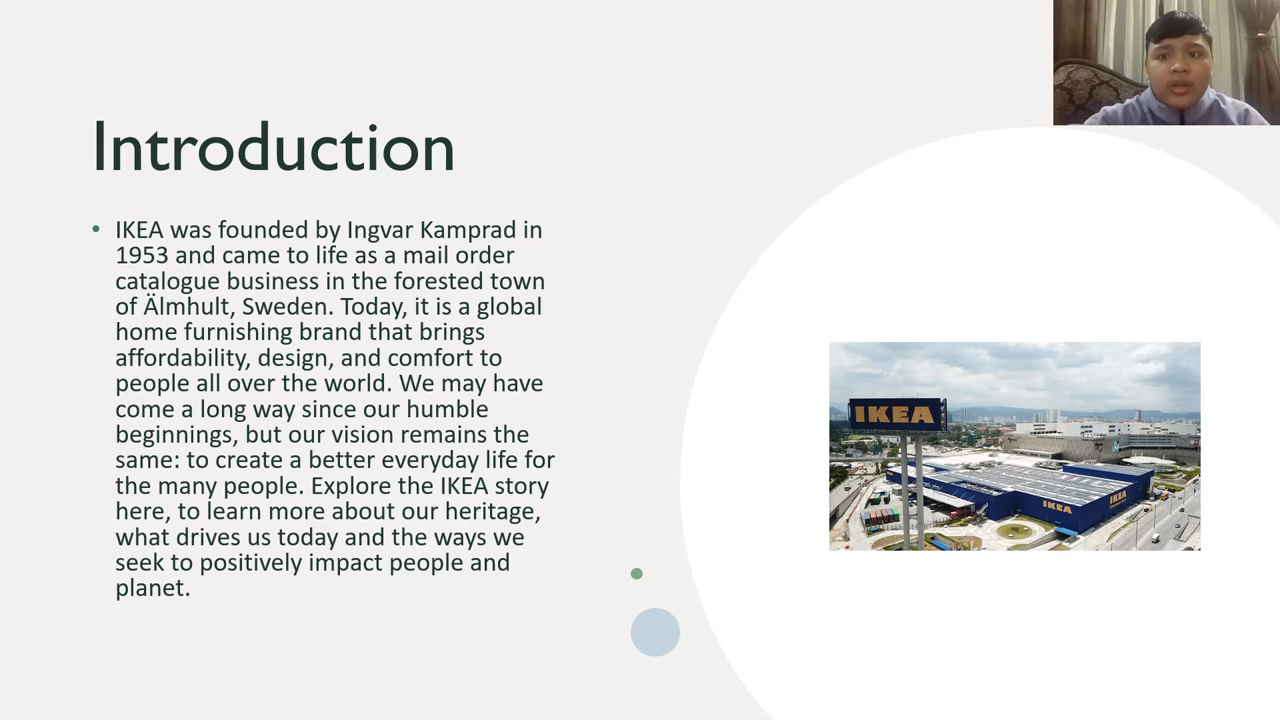 Introduction
• IKEA was founded by Ingvar Kamprad in
1953 and came to life as a mail order
catalogue business in the forested town
of Älmhult, Sweden. Today, it is a global
home furnishing brand that brings
affordability, design, and comfort to
people all over the world. We may have
come a long way since our humble
beginnings, but our vision remains the
same: to create a better everyday life for
the many people. Explore the IKEA story
here, to learn more about our heritage,
what drives us today and the ways we
seek to positively impact people and
planet.
IKEA
IKEA
IKEA